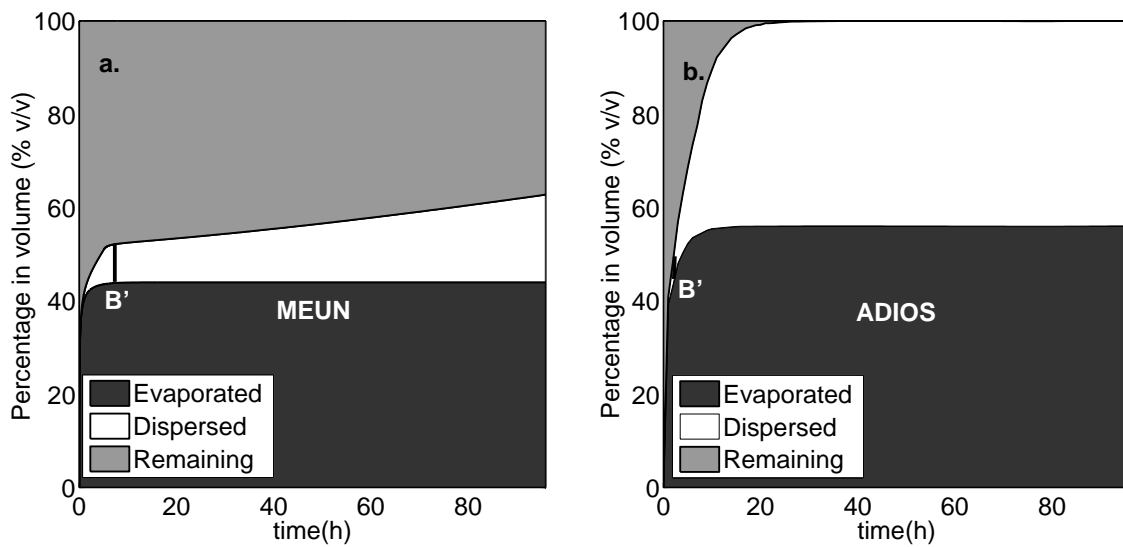 a.
Percentage in volume (% v/v)
100
80
60
40
20
0
B’
MEUN
Evaporated
Dispersed
Remaining
0 20 40 60 80
time(h)
b.
Percentage in volume (% v/v)
100
80
60
40
20
0
B’
ADIOS
Evaporated
Dispersed
Remaining
0 20 40 60 80
time(h)